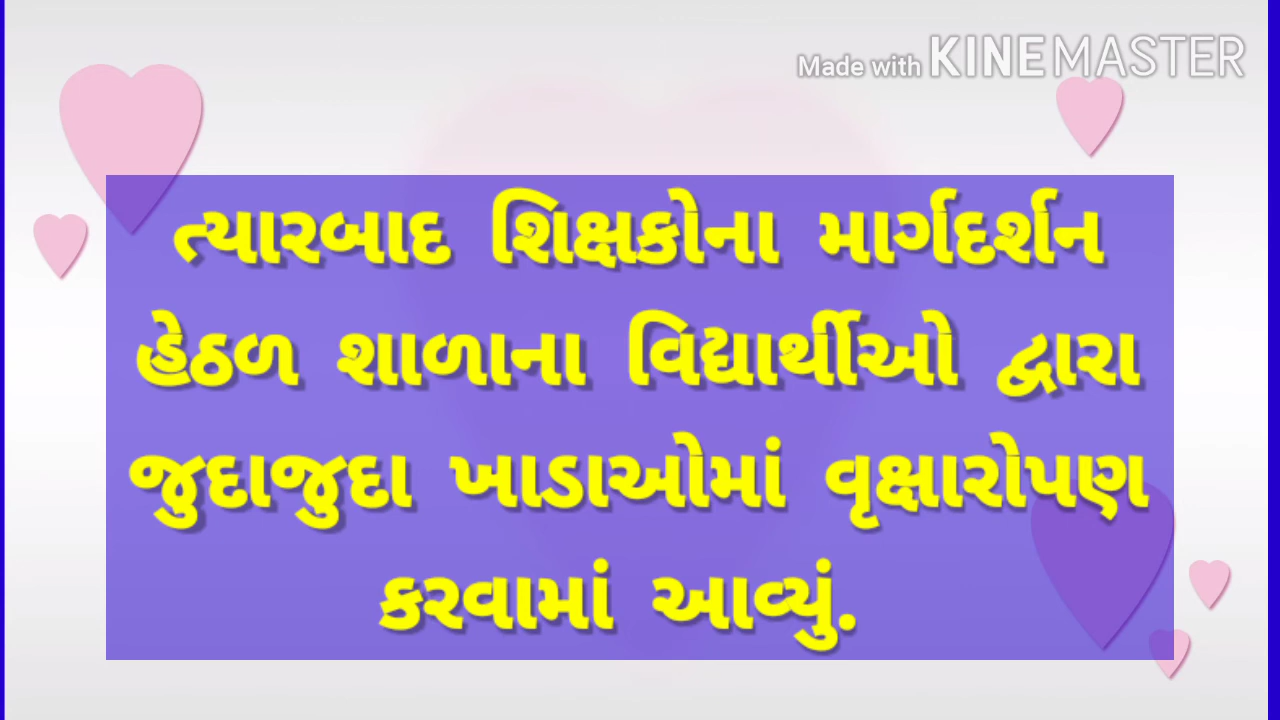 Made with KINEMASTER
ત્યારબાદ શિક્ષકોના માર્ગદર્શન
હેઠળ શાળાના વિદ્યાર્થીઓ દ્વારા
જુદાજુદા ખાડાઓમાં વૃક્ષારોપણ
કરવામાં આવ્યું.